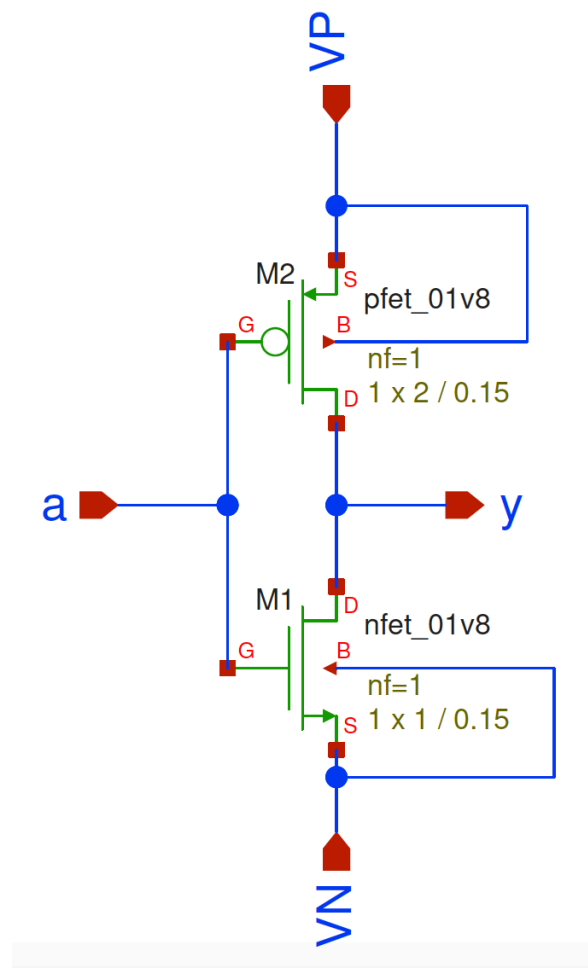 VP
M2
S
pfet_01v8
G
B
nf=1
1 x 2 / 0.15
D
a
y
M1
D
nfet_01v8
G
B
nf=1
1 x 1 / 0.15
S
VN